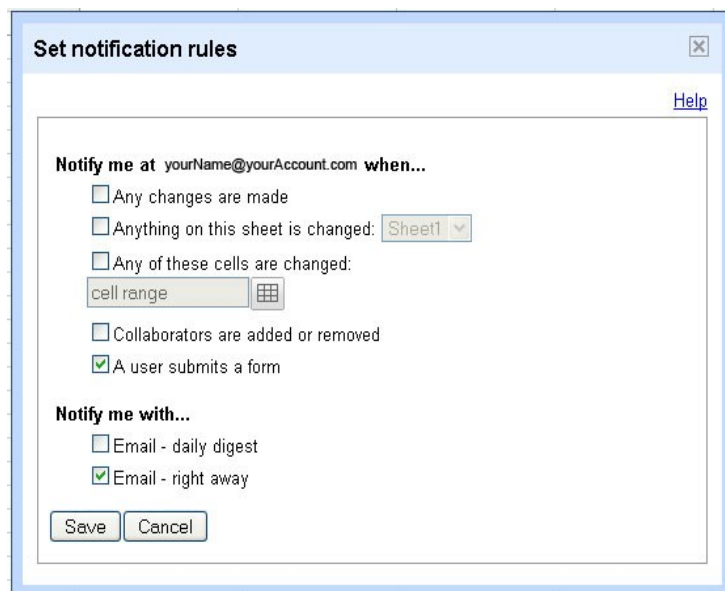 Set notification rules
Help
Notify me at yourName@yourAccount.com when...
Any changes are made
Anything on this sheet is changed: Sheet1
Any of these cells are changed:
cell range
Collaborators are added or removed
A user submits a form
Notify me with...
Email - daily digest
Email - right away
Save Cancel